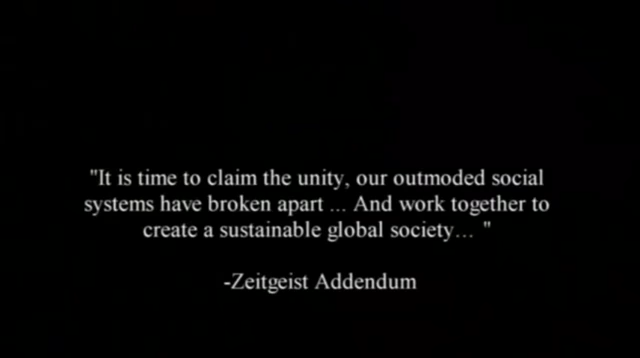 "It is time to claim the unity, our outmoded social
systems have broken apart ... And work together to
create a sustainable global society... "
-Zeitgeist Addendum